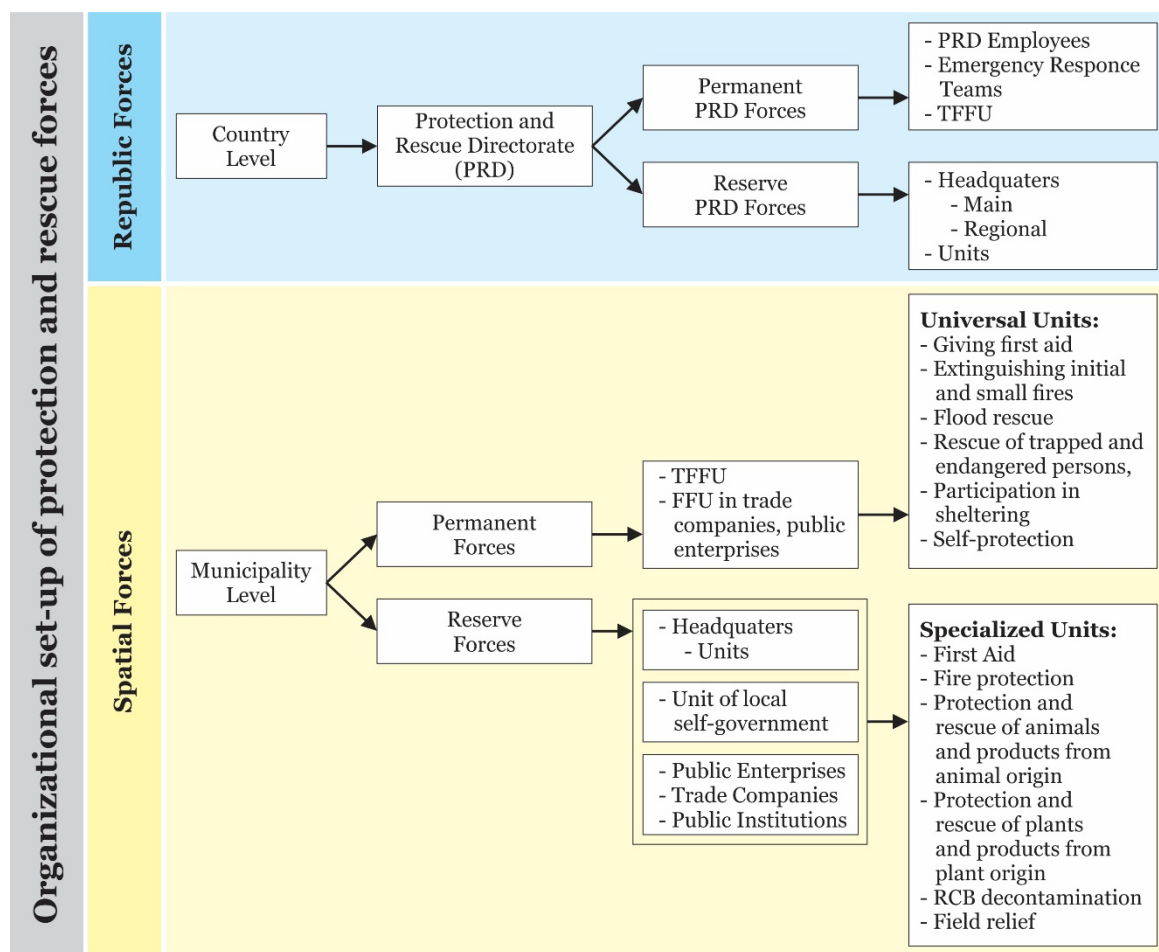 Organizational set-up of protection and rescue forces
Republic Forces
Country
Level
Protection and
Rescue Directorate
(PRD)
Permanent
PRD Forces
- PRD Employees
- Emergency Responce
Teams
- TFFU
Reserve
PRD Forces
- Headquaters
- Main
- Regional
- Units
Spatial Forces
Municipality
Level
Permanent
Forces
- TFFU
- FFU in trade
companies, public
enterprises
Universal Units:
- Giving first aid
- Extinguishing initial
and small fires
- Flood rescue
- Rescue of trapped and
endangered persons,
- Participation in
sheltering
- Self-protection
Reserve
Forces
- Headquaters
- Units
- Unit of local
self-government
- Public Enterprises
- Trade Companies
- Public Institutions
Specialized Units:
- First Aid
- Fire protection
- Protection and
rescue of animals
and products from
animal origin
- Protection and
rescue of plants
and products from
plant origin
- RCB decontamination
- Field relief